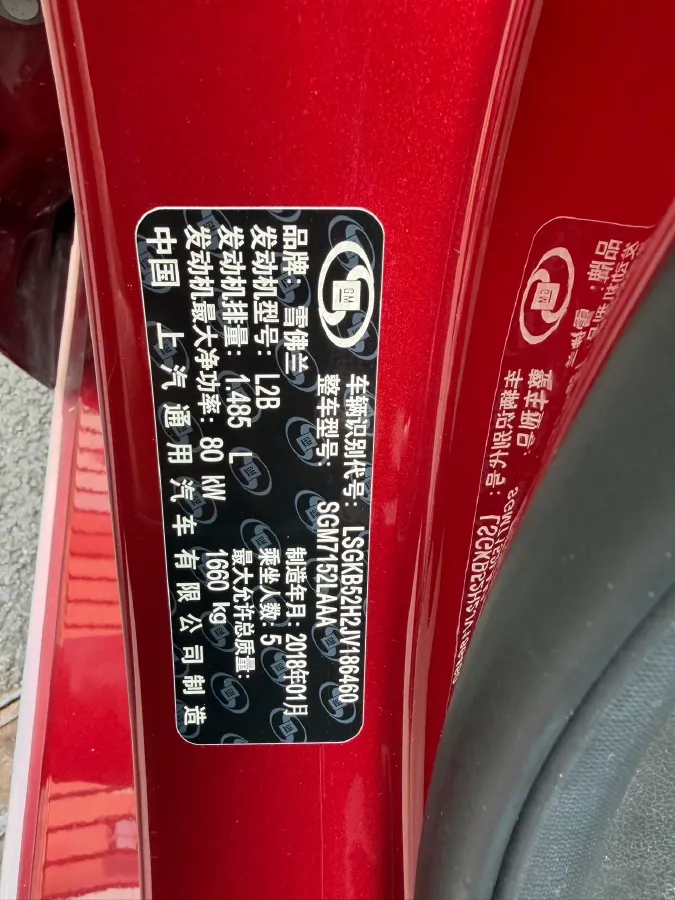 车辆识别代号: LSGKB52H2JV186460
整车型号: SGM7152LAA
品牌: 雪佛兰 制造年月: 2018年01月
发动机型号: L2B 乘坐人数: 5
发动机排量: 1.485 L 最大允许总质量:
发动机最大净功率: 80 kW 1660 kg
中国 上汽通用汽车有限公司制造
GM